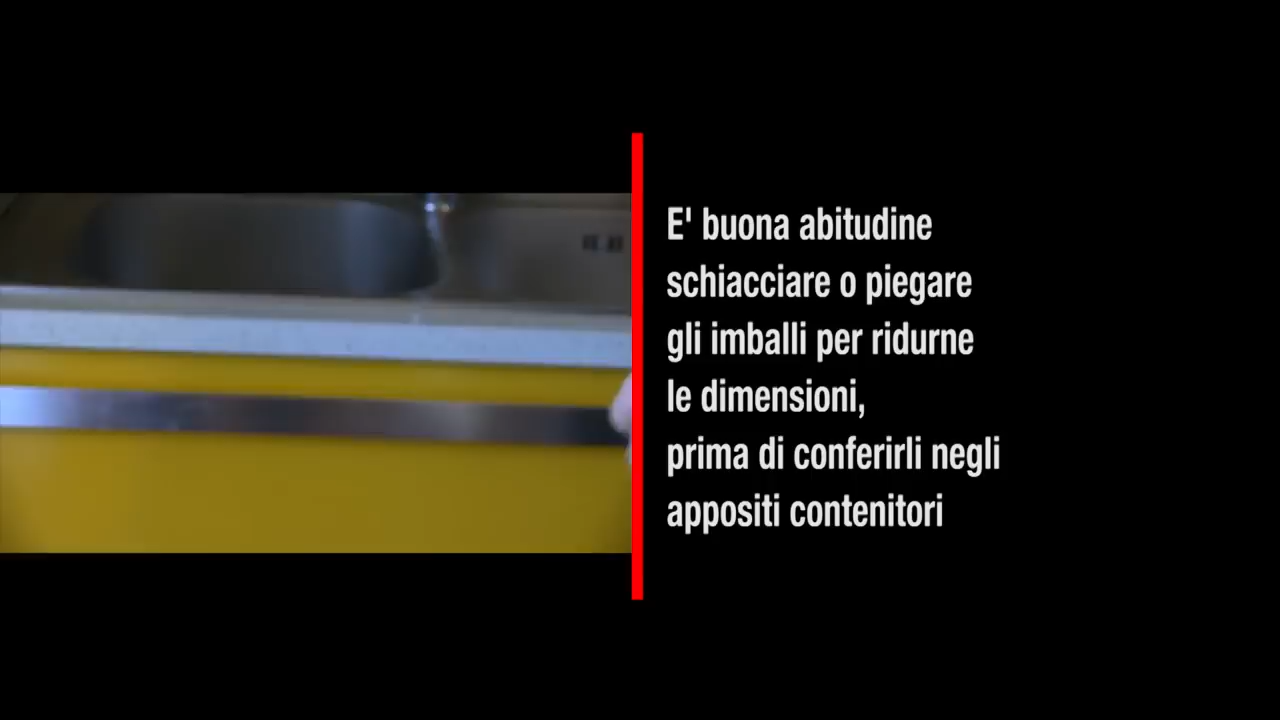 E' buona abitudine
schiacciare o piegare
gli imballi per ridurne
le dimensioni,
prima di conferirli negli
appositi contenitori